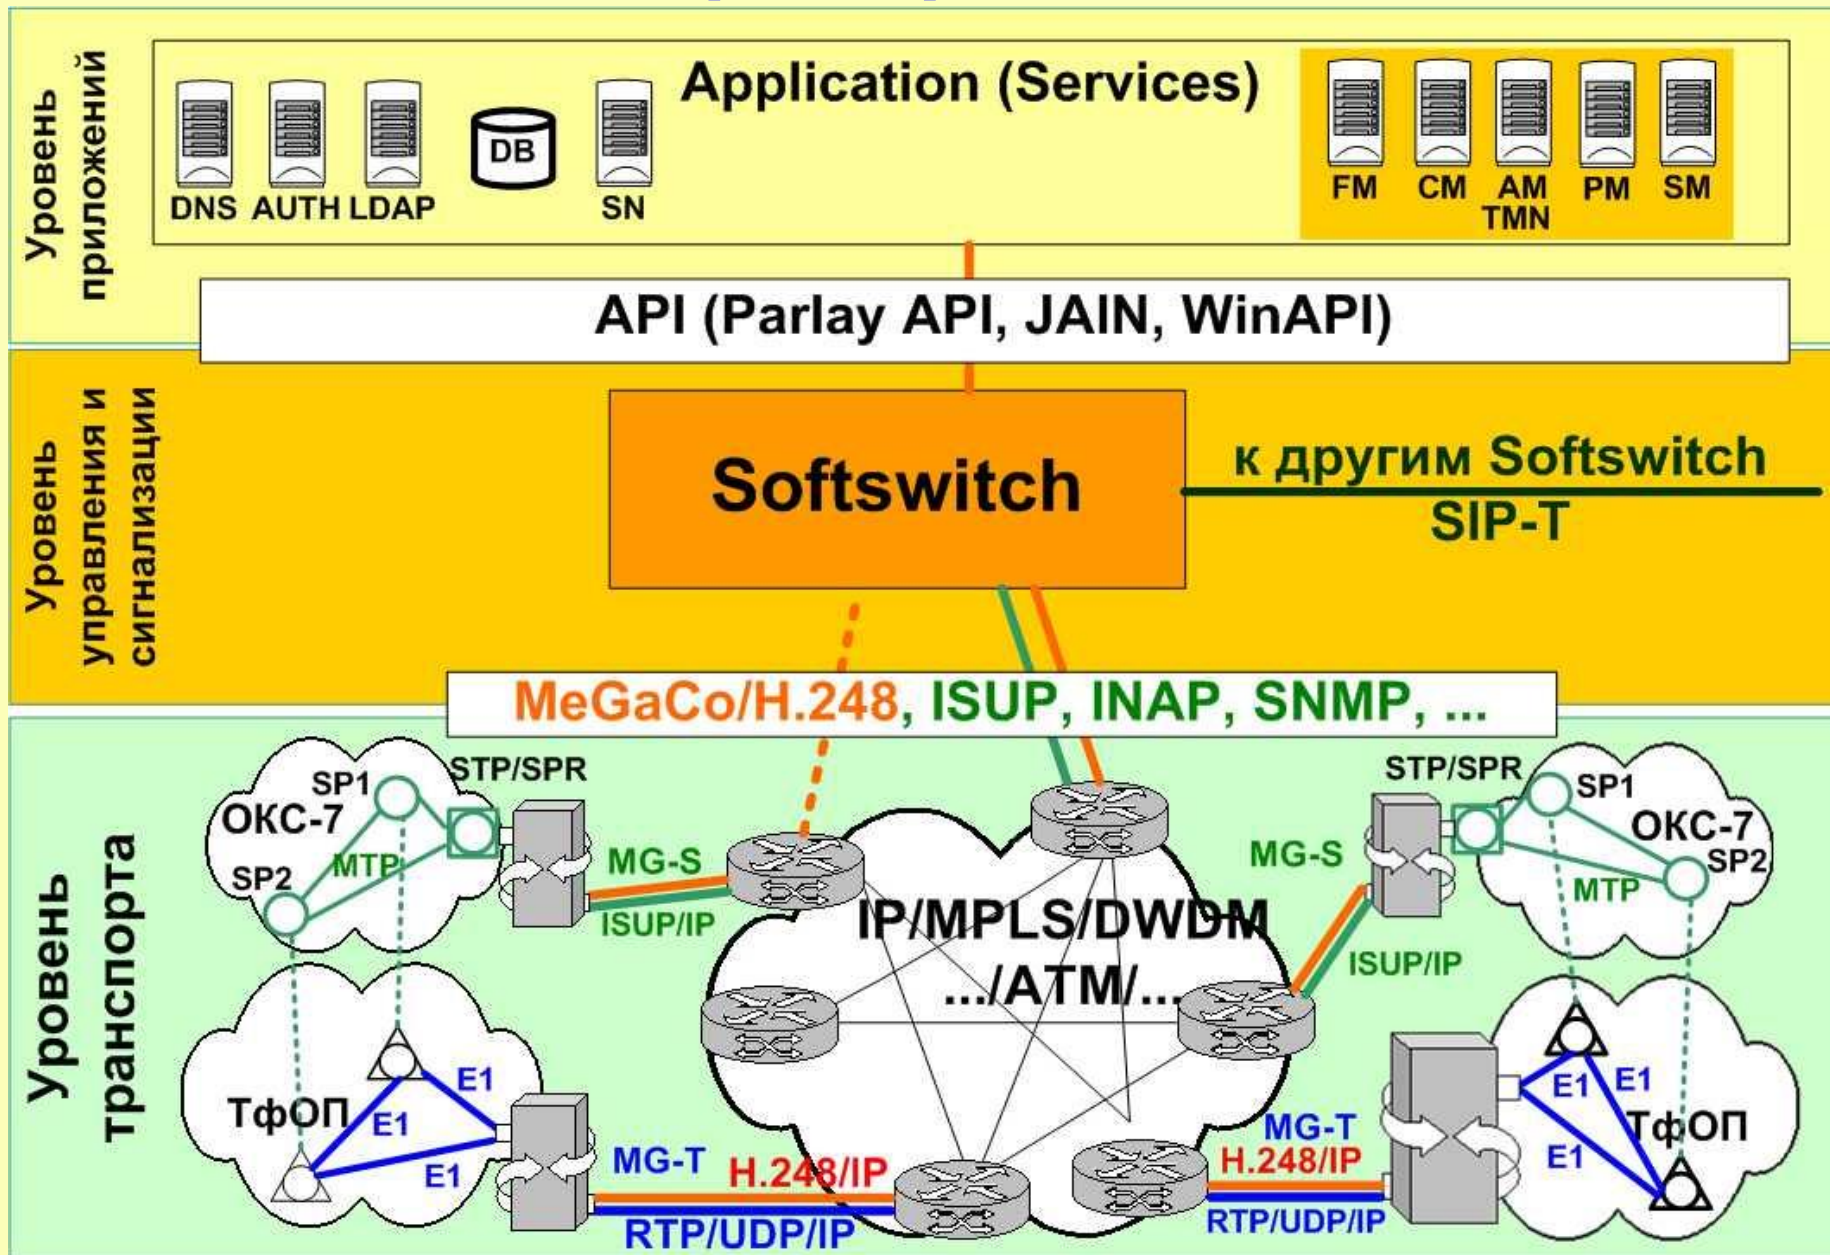 Уровень
приложений
Application (Services)
DNS
AUTH
LDAP
DB
SN
FM
CM
AM
TMN
PM
SM
API (Parlay API, JAIN, WinAPI)
Уровень
управления и
сигнализации
Softswitch
к другим Softswitch
SIP-T
MeGaCo/H.248, ISUP, INAP, SNMP, ...
Уровень
транспорта
SP1
STP/SPR
ОКС-7
MTP
SP2
MG-S
ISUP/IP
IP/MPLS/DWDM
.../ATM/...
STP/SPR
SP1
ОКС-7
SP2
MG-S
MTP
ISUP/IP
E1
ТфОП
E1
E1
MG-T
H.248/IP
RTP/UDP/IP
MG-T
H.248/IP
RTP/UDP/IP
E1
E1
ТфОП
E1